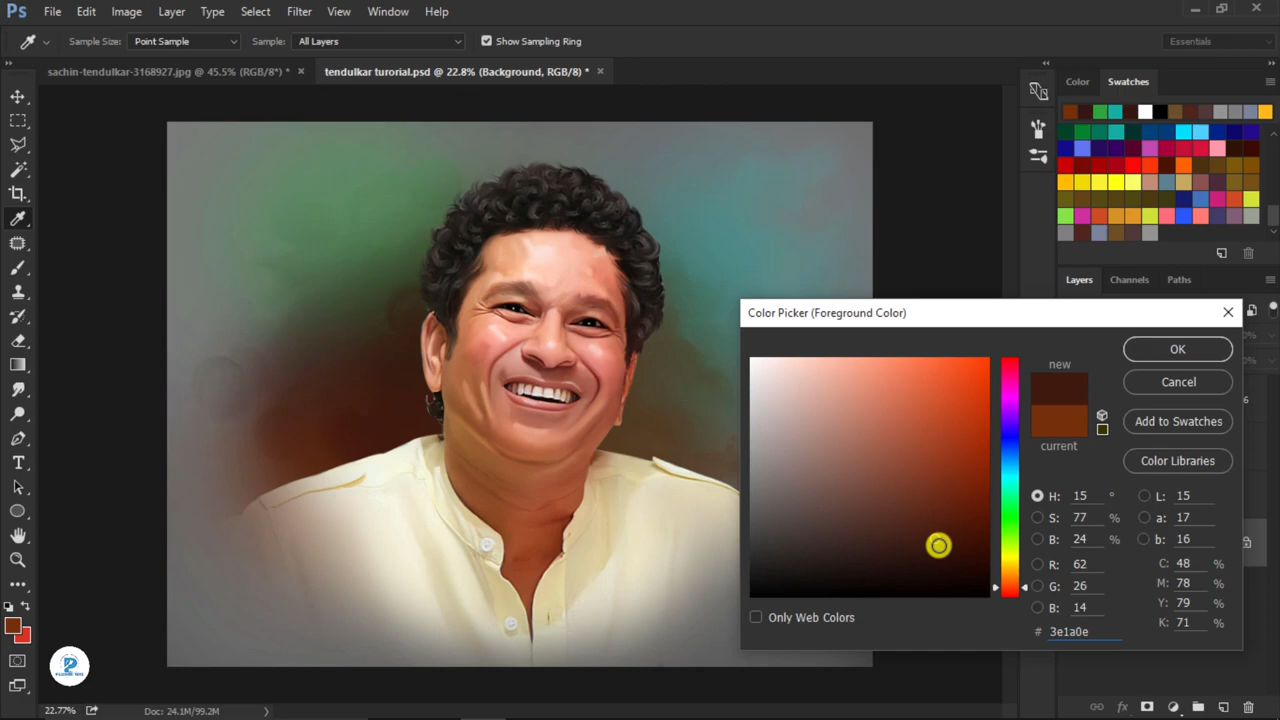 Ps File Edit Image Layer Type Select Filter View Window Help
Sample Size: Point Sample Sample: All Layers Show Sampling Ring Essentials
sachin-tendulkar-3168927.jpg @ 45.5% (RGB/8*) * × tendulkar turorial.psd @ 22.8% (Background, RGB/8) * ×
Color Swatches
Layers Channels Paths
Color Picker (Foreground Color)
new
OK
Cancel
current
Add to Swatches
Color Libraries
H: 15 ° L: 15
S: 77 % a: 17
B: 24 % b: 16
R: 62 C: 48 %
G: 26 M: 78 %
B: 14 Y: 79 %
# 3e1a0e K: 71 %
Only Web Colors
22.77% Doc: 24.1M/99.2M